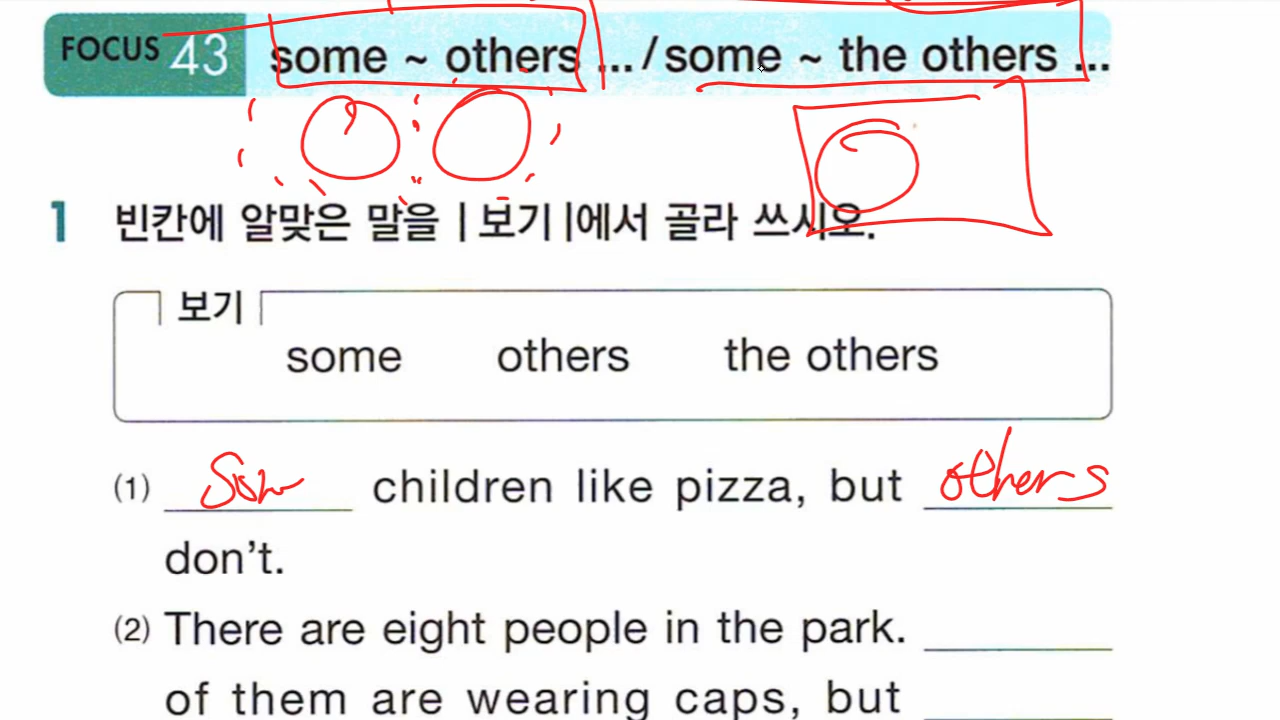 FOCUS 43 some ~ others ... / some ~ the others ...
1 빈칸에 알맞은 말을 | 보기 |에서 골라 쓰시오.
보기
some others the others
(1) som children like pizza, but others
don't.
(2) There are eight people in the park.
of them are wearing caps, but